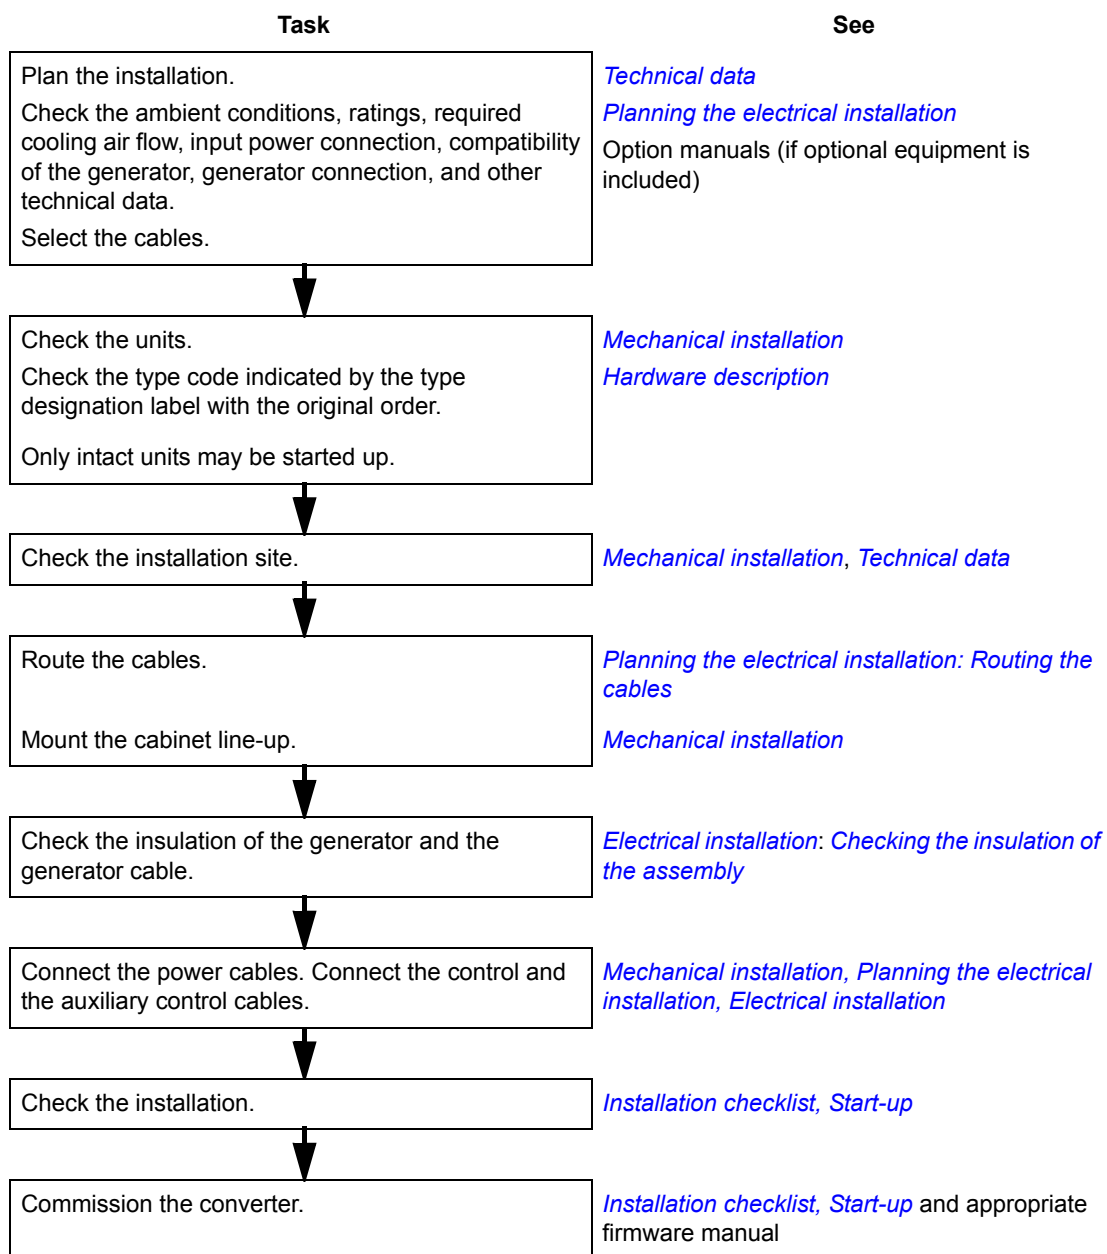 Task
See
Plan the installation.
Check the ambient conditions, ratings, required
cooling air flow, input power connection, compatibility
of the generator, generator connection, and other
technical data.
Select the cables.
Technical data
Planning the electrical installation
Option manuals (if optional equipment is
included)
Check the units.
Check the type code indicated by the type
designation label with the original order.
Only intact units may be started up.
Mechanical installation
Hardware description
Check the installation site.
Mechanical installation, Technical data
Route the cables.
Planning the electrical installation: Routing the
cables
Mount the cabinet line-up.
Mechanical installation
Check the insulation of the generator and the
generator cable.
Electrical installation: Checking the insulation of
the assembly
Connect the power cables. Connect the control and
the auxiliary control cables.
Mechanical installation, Planning the electrical
installation, Electrical installation
Check the installation.
Installation checklist, Start-up
Commission the converter.
Installation checklist, Start-up and appropriate
firmware manual